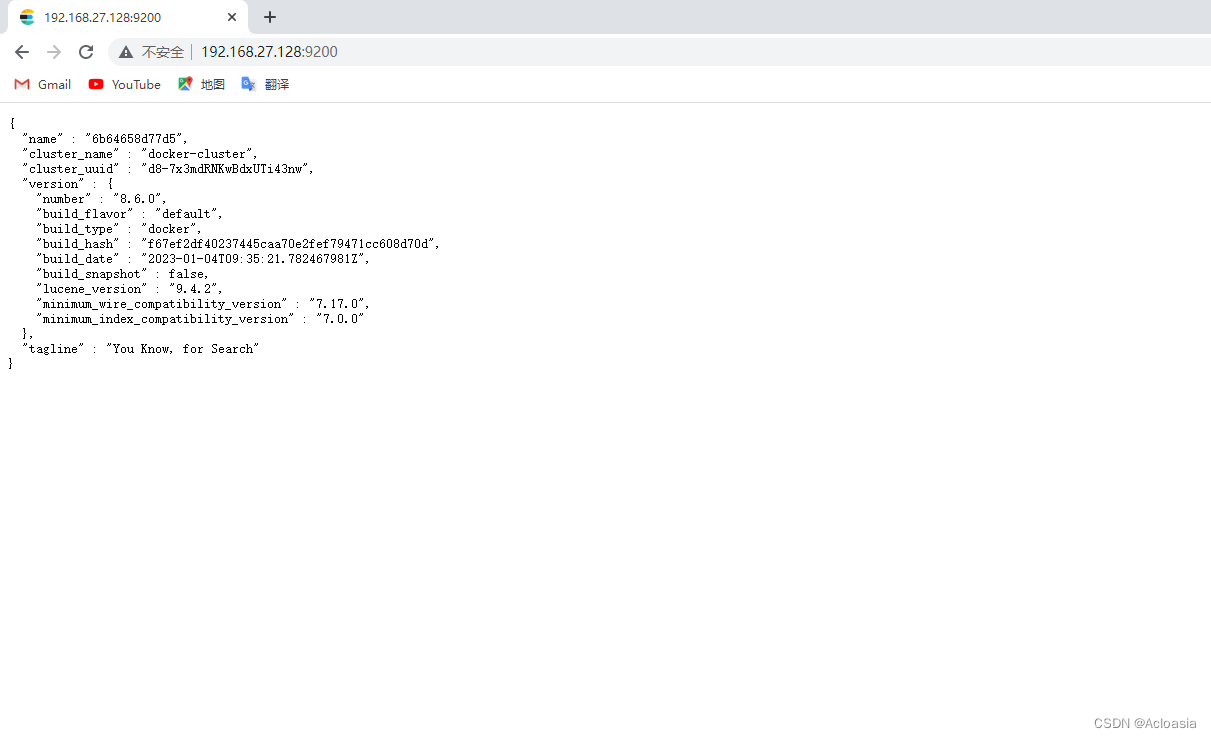 192.168.27.128:9200
不安全 192.168.27.128:9200
Gmail YouTube 地图 翻译
{
"name" : "6b64658d77d5",
"cluster_name" : "docker-cluster",
"cluster_uuid" : "d8-7x3mdRNKwBdxUTi43nw",
"version" : {
"number" : "8.6.0",
"build_flavor" : "default",
"build_type" : "docker",
"build_hash" : "f67ef2df40237445caa70e2fef79471cc608d70d",
"build_date" : "2023-01-04T09:35:21.782467981Z",
"build_snapshot" : false,
"lucene_version" : "9.4.2",
"minimum_wire_compatibility_version" : "7.17.0",
"minimum_index_compatibility_version" : "7.0.0"
},
"tagline" : "You Know, for Search"
}
CSDN @Acloasia